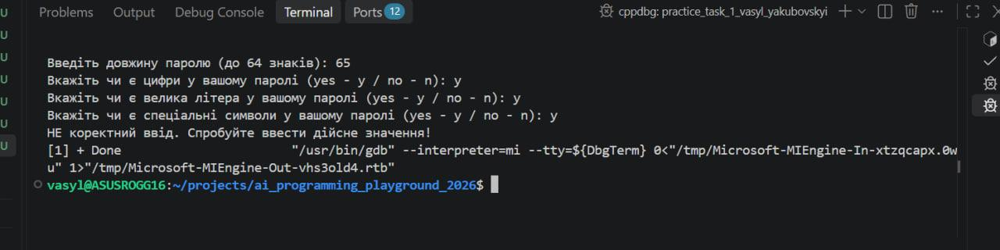 U Problems Output Debug Console Terminal Ports 12 cppdbg: practice_task_1_vasyl_yakubovskyi
U
U
Введіть довжину паролю (до 64 знаків): 65
U Вкажіть чи є цифри у вашому паролі (yes - y / no - n): y
U Вкажіть чи є велика літера у вашому паролі (yes - y / no - n): y
U Вкажіть чи є спеціальні символи у вашому паролі (yes - y / no - n): y
НЕ коректний ввід. Спробуйте ввести дійсне значення!
U [1] + Done "/usr/bin/gdb" --interpreter=mi --tty=${DbgTerm} 0<"/tmp/Microsoft-MIEngine-In-xtzqcapx.0w
u" 1>"/tmp/Microsoft-MIEngine-Out-vhs3old4.rtb"
vasyl@ASUSROGG16:~/projects/ai_programming_playground_2026$